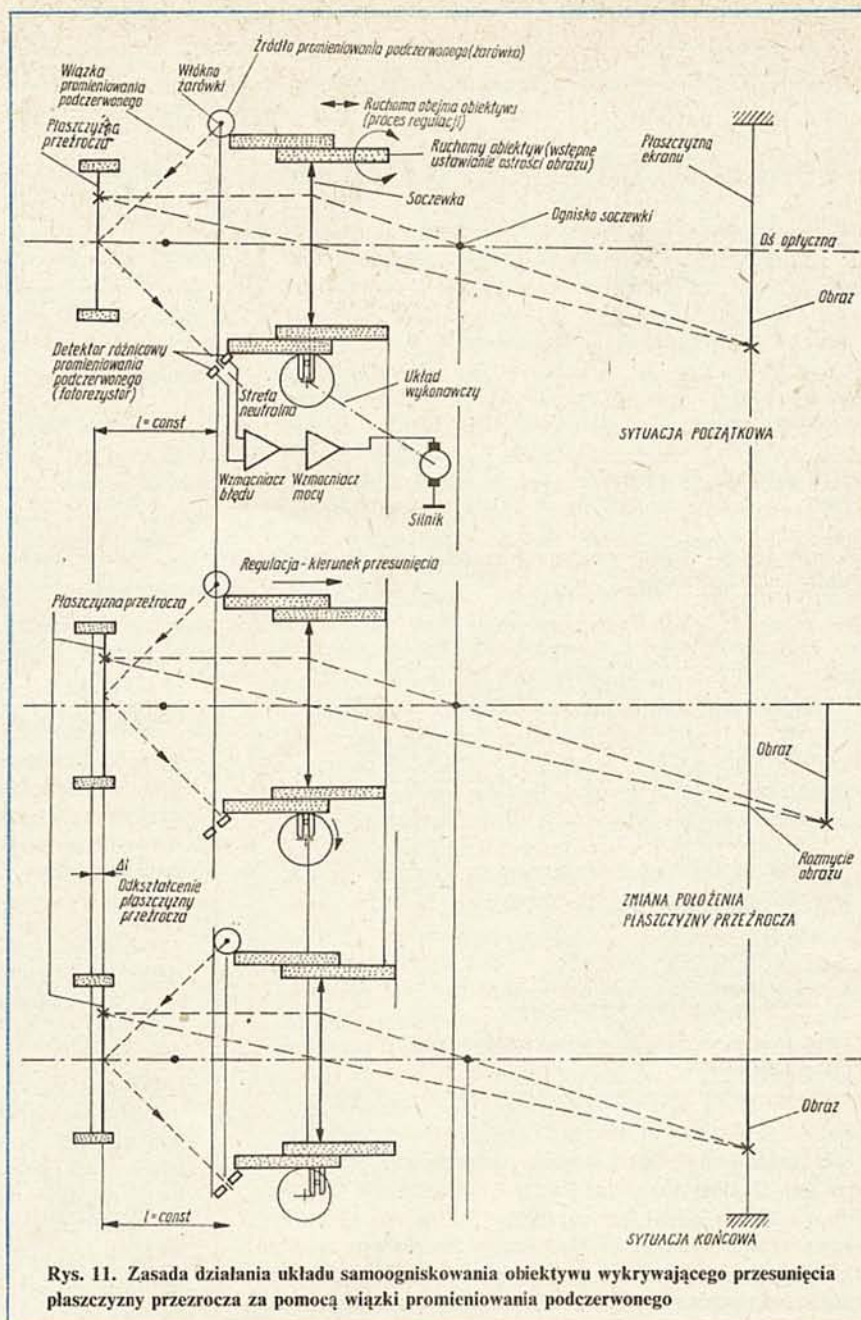 Źródło promieniowania podczerwonego (żarówka)
Wiązka
promieniowania
podczerwonego
Włókno
żarówki
Płaszczyzna
przeźrocza
Ruchoma obejma obiektywu
(proces regulacji)
Ruchomy obiektyw (wstępne
ustawianie ostrości obrazu)
Płaszczyzna
ekranu
Soczewka
Ognisko soczewki
Oś optyczna
Obraz
Detektor różnicowy
promieniowania
podczerwonego
(fotorezystor)
Strefa
neutralna
Układ
wykonawczy
l = const
SYTUACJA POCZĄTKOWA
Wzmacniacz
błędu
Wzmacniacz
mocy
Silnik
Regulacja - kierunek przesunięcia
Płaszczyzna przeźrocza
Obraz
Rozmycie
obrazu
Δl
Odkształcenie
płaszczyzny
przeźrocza
ZMIANA POŁOŻENIA
PŁASZCZYZNY PRZEŹROCZA
Obraz
l = const
SYTUACJA KOŃCOWA
Rys. 11. Zasada działania układu samoogniskowania obiektywu wykrywającego przesunięcia
płaszczyzny przezrocza za pomocą wiązki promieniowania podczerwonego